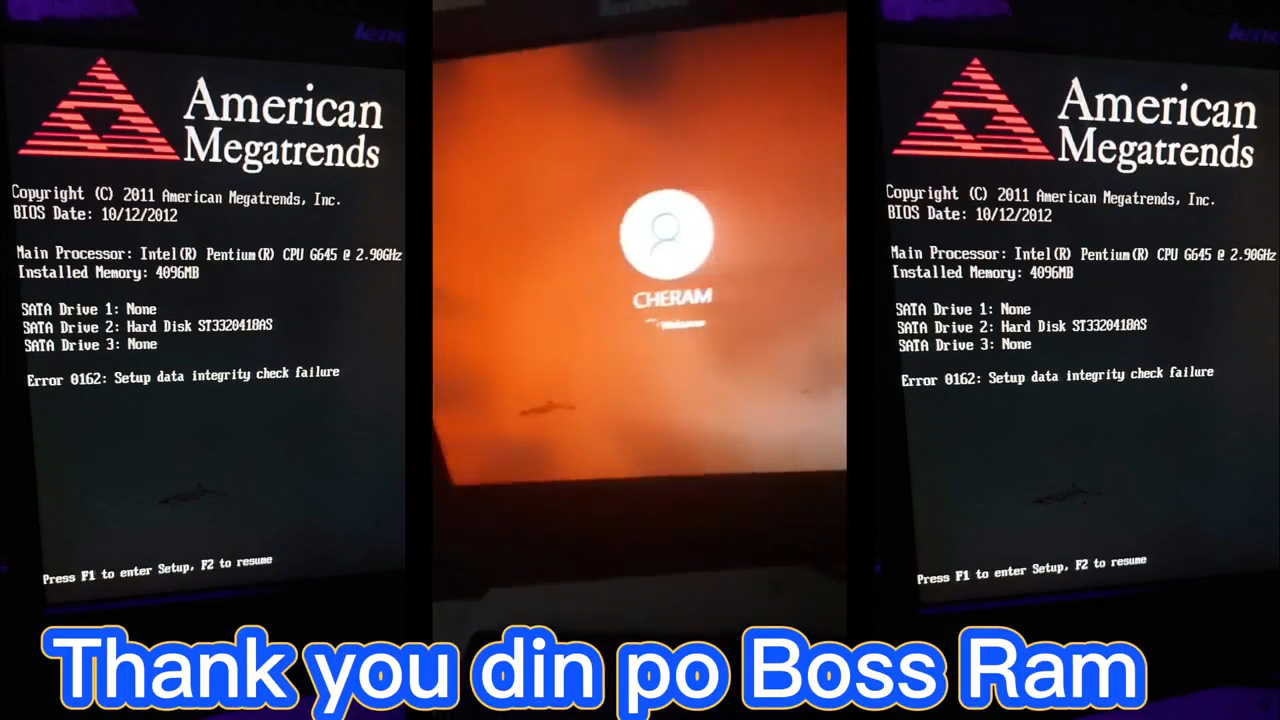 American
Megatrends
Copyright (C) 2011 American Megatrends, Inc.
BIOS Date: 10/12/2012
Main Processor: Intel(R) Pentium(R) CPU G645 @ 2.90GHz
Installed Memory: 4096MB
SATA Drive 1: None
SATA Drive 2: Hard Disk ST3320418AS
SATA Drive 3: None
Error 0162: Setup data integrity check failure
Press F1 to enter Setup, F2 to resume
CHERAM
Welcome
American
Megatrends
Copyright (C) 2011 American Megatrends, Inc.
BIOS Date: 10/12/2012
Main Processor: Intel(R) Pentium(R) CPU G645 @ 2.90GHz
Installed Memory: 4096MB
SATA Drive 1: None
SATA Drive 2: Hard Disk ST3320418AS
SATA Drive 3: None
Error 0162: Setup data integrity check failure
Press F1 to enter Setup, F2 to resume
Thank you din po Boss Ram